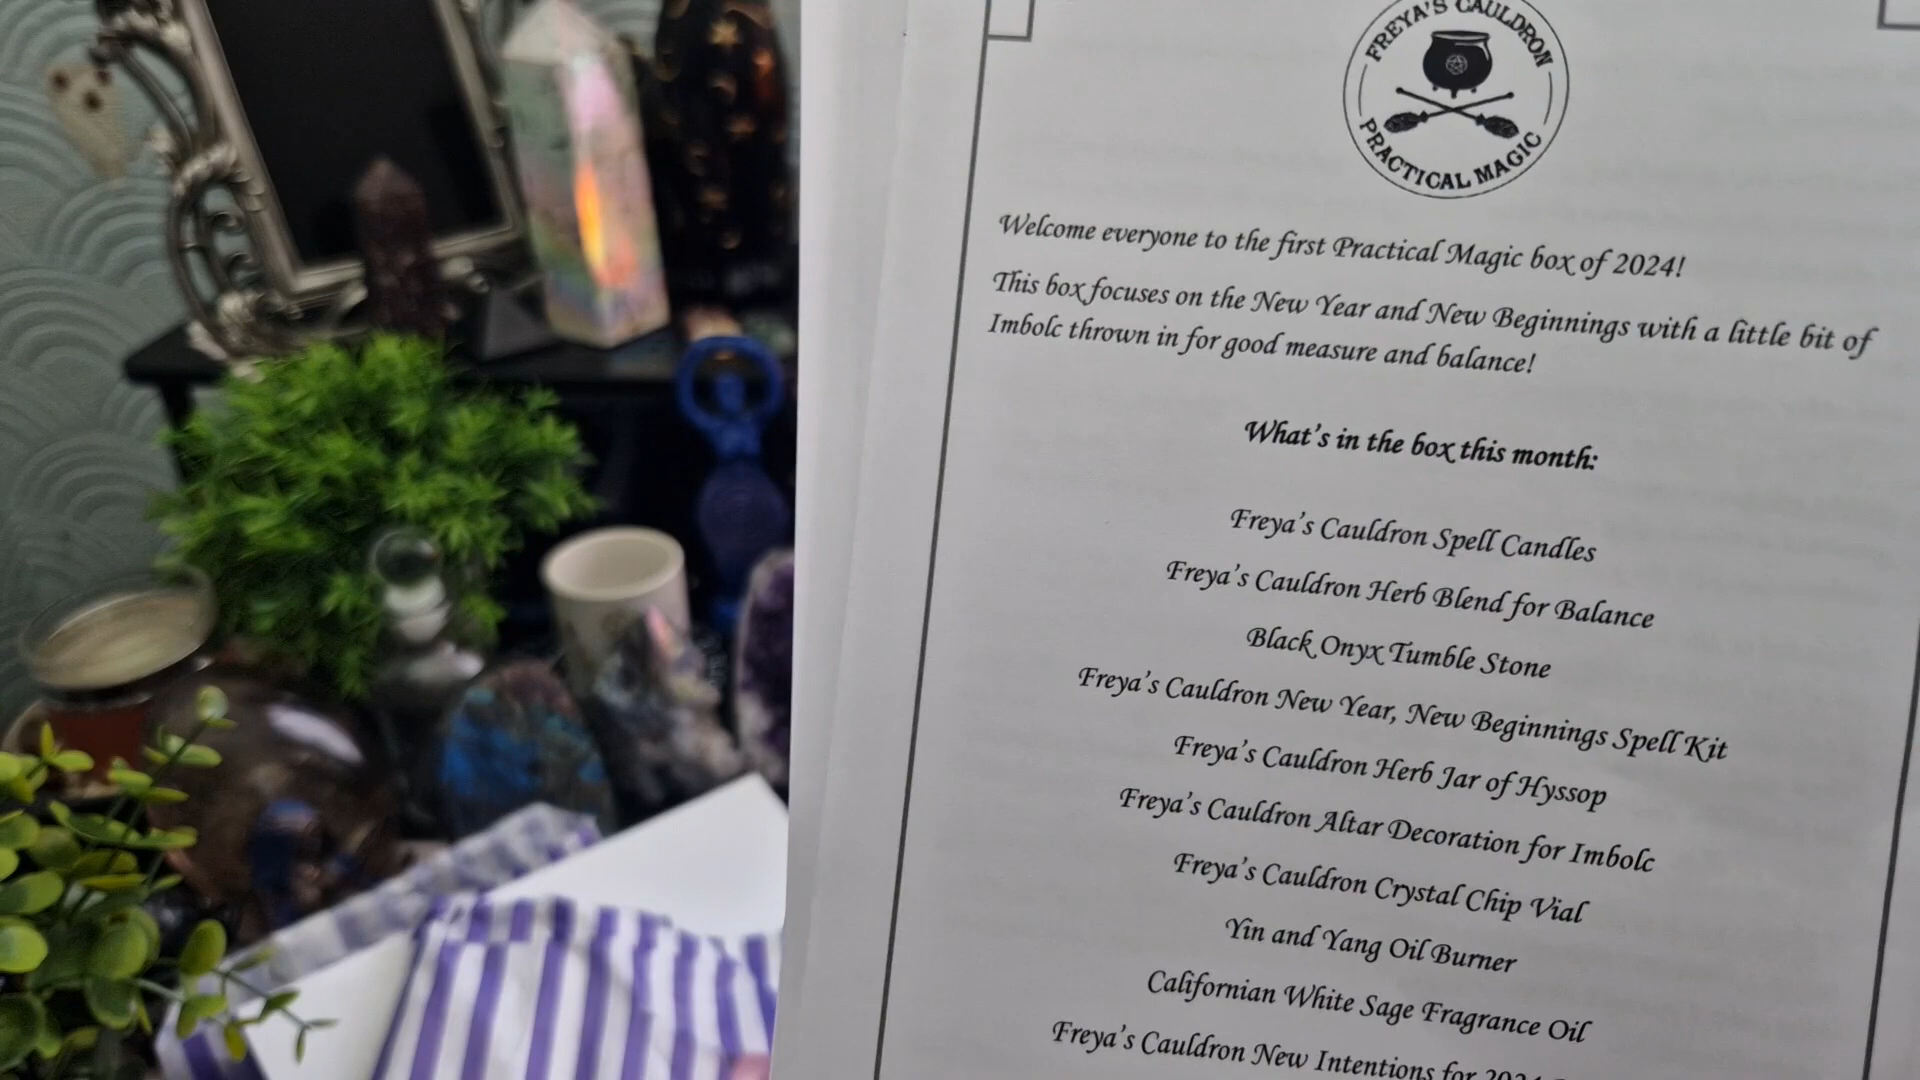 FREYA'S CAULDRON
PRACTICAL MAGIC
Welcome everyone to the first Practical Magic box of 2024!
This box focuses on the New Year and New Beginnings with a little bit of
Imbolc thrown in for good measure and balance!
What's in the box this month:
Freya's Cauldron Spell Candles
Freya's Cauldron Herb Blend for Balance
Black Onyx Tumble Stone
Freya's Cauldron New Year, New Beginnings Spell Kit
Freya's Cauldron Herb Jar of Hyssop
Freya's Cauldron Altar Decoration for Imbolc
Freya's Cauldron Crystal Chip Vial
Yin and Yang Oil Burner
Californian White Sage Fragrance Oil
Freya's Cauldron New Intentions for 2024